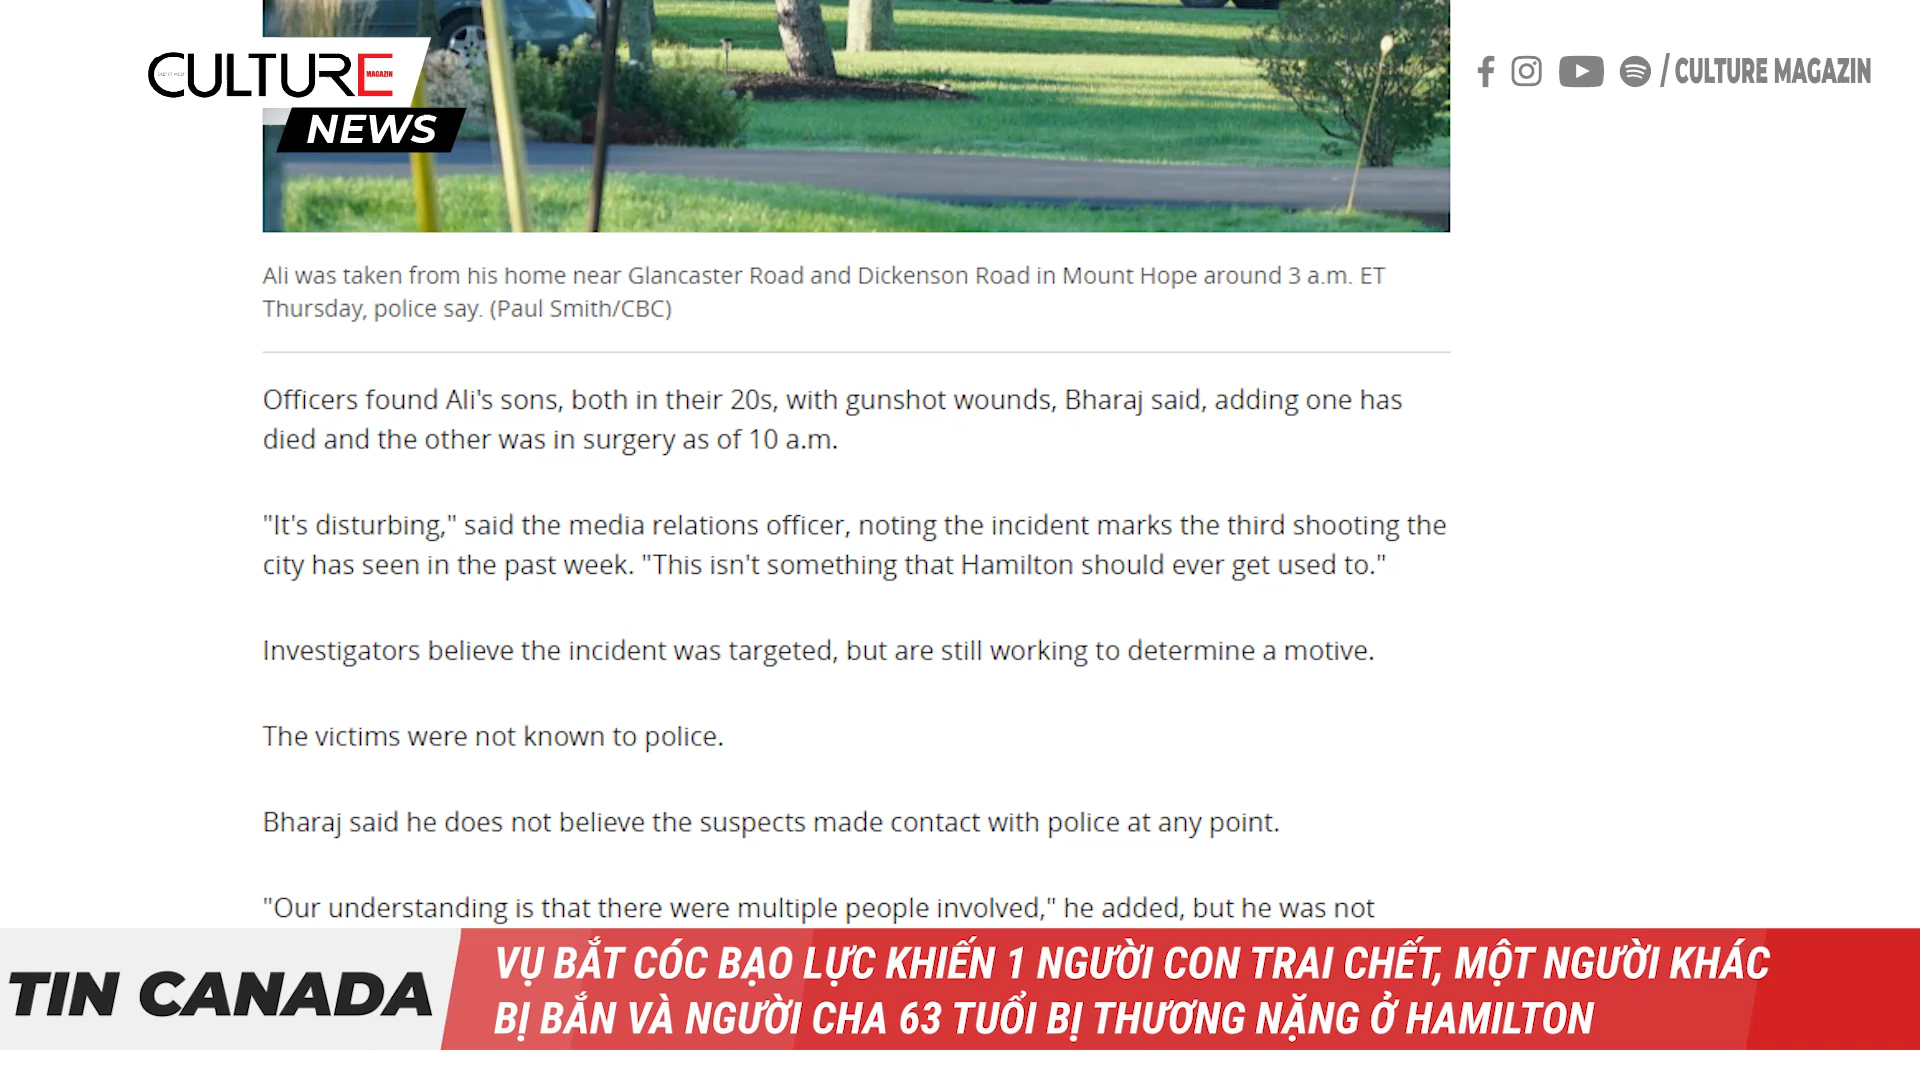 CULTURE
MAGAZIN
NEWS
/ CULTURE MAGAZIN
Ali was taken from his home near Glancaster Road and Dickenson Road in Mount Hope around 3 a.m. ET
Thursday, police say. (Paul Smith/CBC)
Officers found Ali's sons, both in their 20s, with gunshot wounds, Bharaj said, adding one has
died and the other was in surgery as of 10 a.m.
"It's disturbing," said the media relations officer, noting the incident marks the third shooting the
city has seen in the past week. "This isn't something that Hamilton should ever get used to."
Investigators believe the incident was targeted, but are still working to determine a motive.
The victims were not known to police.
Bharaj said he does not believe the suspects made contact with police at any point.
"Our understanding is that there were multiple people involved," he added, but he was not
TIN CANADA
VỤ BẮT CÓC BẠO LỰC KHIẾN 1 NGƯỜI CON TRAI CHẾT, MỘT NGƯỜI KHÁC
BỊ BẮN VÀ NGƯỜI CHA 63 TUỔI BỊ THƯƠNG NẶNG Ở HAMILTON